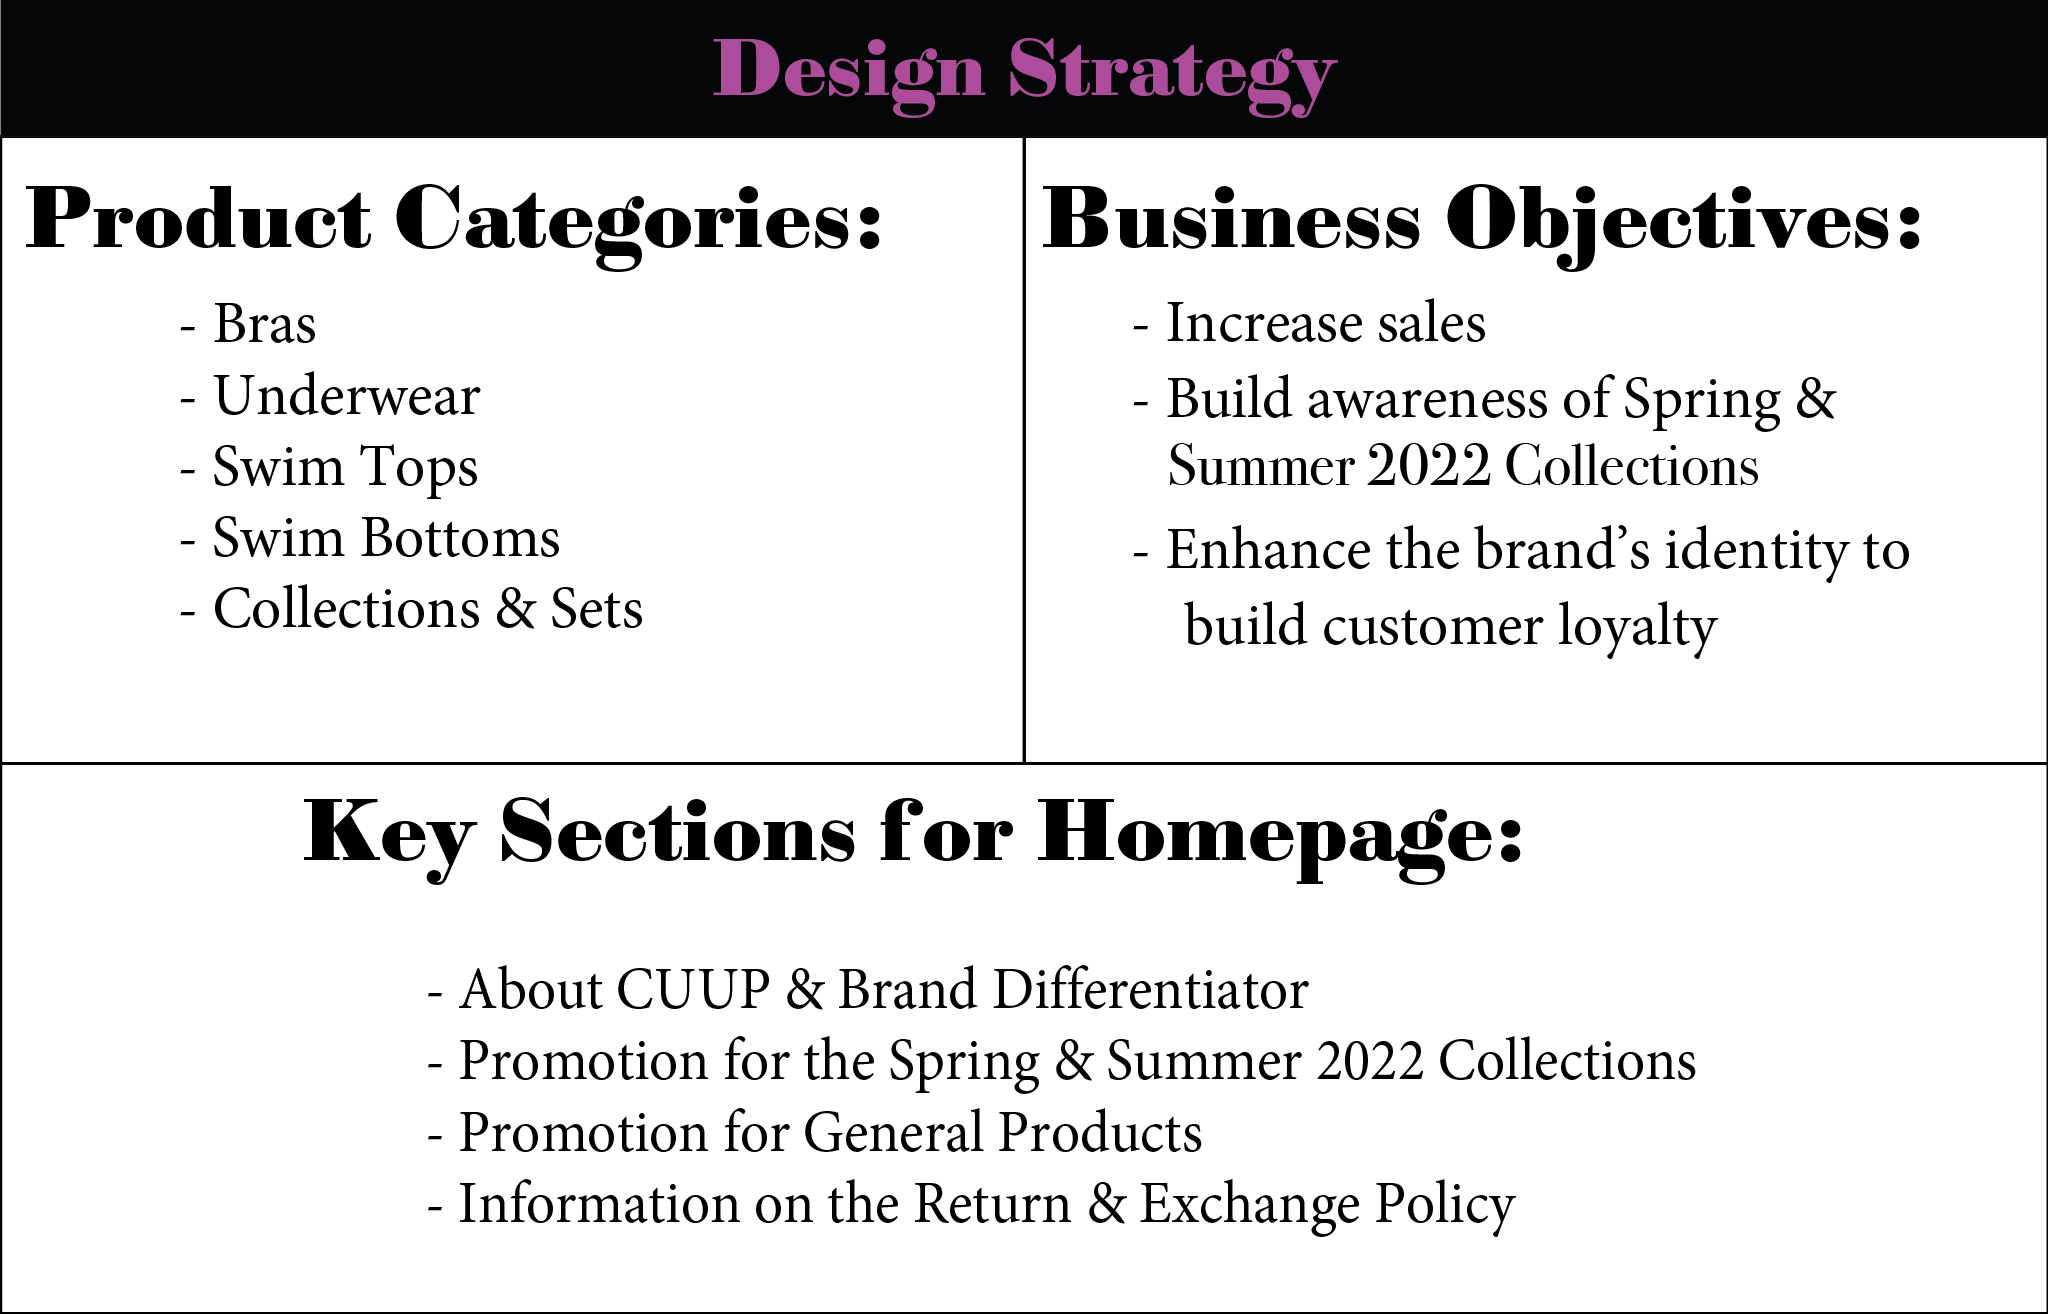 Design Strategy
Product Categories:
- Bras
- Underwear
- Swim Tops
- Swim Bottoms
- Collections & Sets
Business Objectives:
- Increase sales
- Build awareness of Spring &
Summer 2022 Collections
- Enhance the brand’s identity to
build customer loyalty
Key Sections for Homepage:
- About CUUP & Brand Differentiator
- Promotion for the Spring & Summer 2022 Collections
- Promotion for General Products
- Information on the Return & Exchange Policy